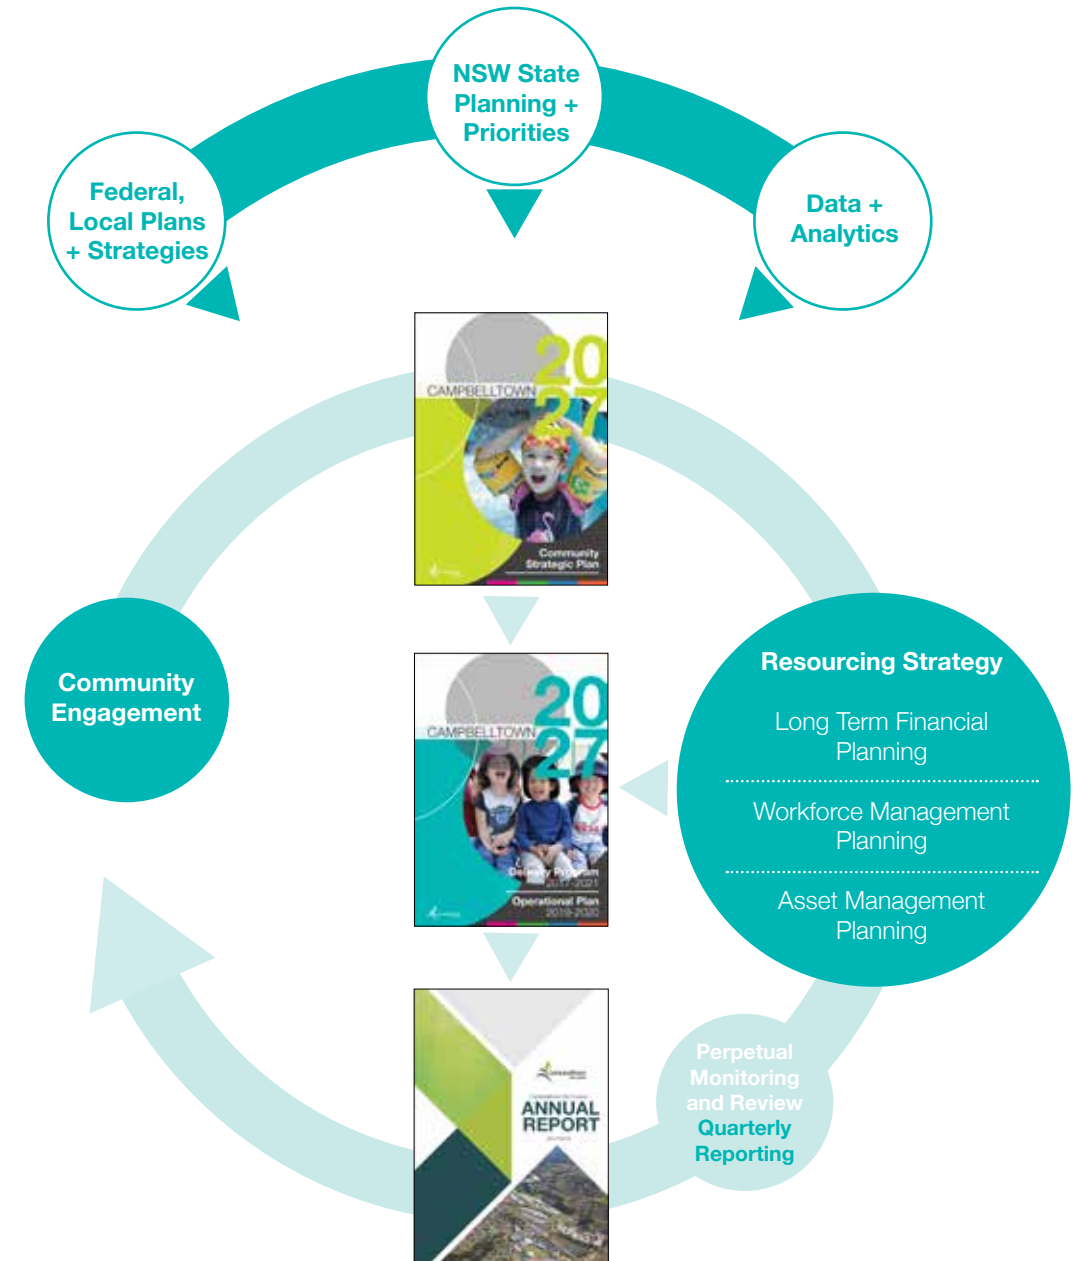 NSW State
Planning +
Priorities
Federal,
Local Plans
+ Strategies
Data +
Analytics
20
27
CAMPBELLTOWN
Community
Strategic Plan
Community
Engagement
20
27
CAMPBELLTOWN
Delivery Program
2017-2021
Operational Plan
2019-2020
Resourcing Strategy
Long Term Financial
Planning
Workforce Management
Planning
Asset Management
Planning
ANNUAL
REPORT
Perpetual
Monitoring
and Review
Quarterly
Reporting